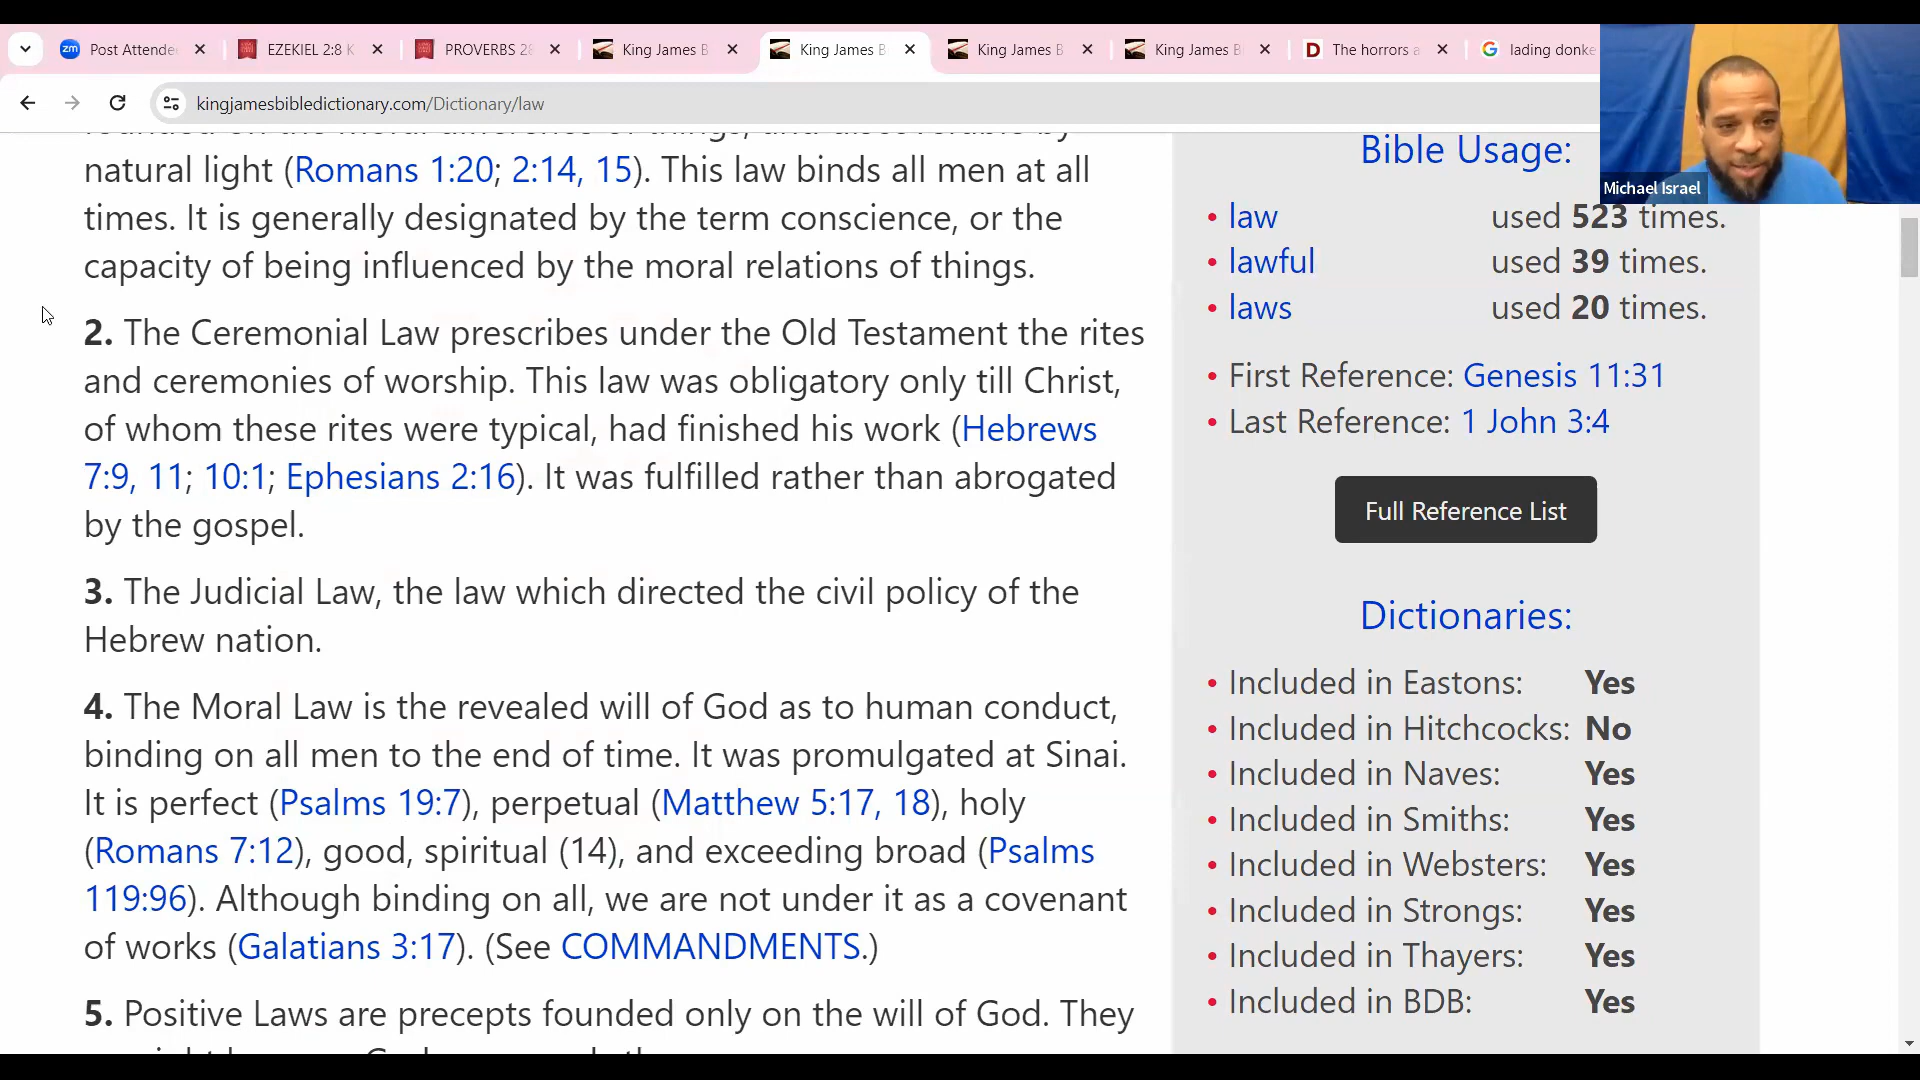 Post Attende
EZEKIEL 2:8 K
PROVERBS 28
King James B
King James B
King James B
King James B
The horrors a
lading donke
kingjamesbibledictionary.com/Dictionary/law
natural light (Romans 1:20; 2:14, 15). This law binds all men at all
times. It is generally designated by the term conscience, or the
capacity of being influenced by the moral relations of things.
2. The Ceremonial Law prescribes under the Old Testament the rites
and ceremonies of worship. This law was obligatory only till Christ,
of whom these rites were typical, had finished his work (Hebrews
7:9, 11; 10:1; Ephesians 2:16). It was fulfilled rather than abrogated
by the gospel.
3. The Judicial Law, the law which directed the civil policy of the
Hebrew nation.
4. The Moral Law is the revealed will of God as to human conduct,
binding on all men to the end of time. It was promulgated at Sinai.
It is perfect (Psalms 19:7), perpetual (Matthew 5:17, 18), holy
(Romans 7:12), good, spiritual (14), and exceeding broad (Psalms
119:96). Although binding on all, we are not under it as a covenant
of works (Galatians 3:17). (See COMMANDMENTS.)
5. Positive Laws are precepts founded only on the will of God. They
Bible Usage:
• law used 523 times.
• lawful used 39 times.
• laws used 20 times.
• First Reference: Genesis 11:31
• Last Reference: 1 John 3:4
Full Reference List
Dictionaries:
• Included in Eastons: Yes
• Included in Hitchcocks: No
• Included in Naves: Yes
• Included in Smiths: Yes
• Included in Websters: Yes
• Included in Strongs: Yes
• Included in Thayers: Yes
• Included in BDB: Yes
Michael Israel